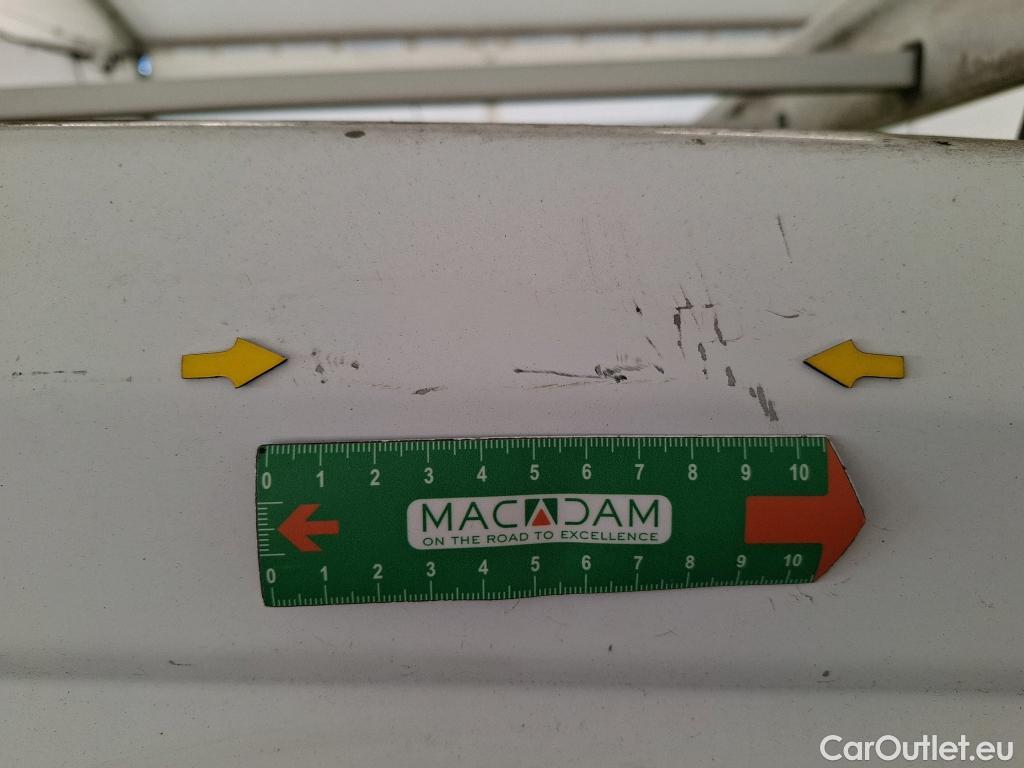 0 1 2 3 4 5 6 7 8 9 10
MACADAM
ON THE ROAD TO EXCELLENCE
0 1 2 3 4 5 6 7 8 9 10
CarOutlet.eu